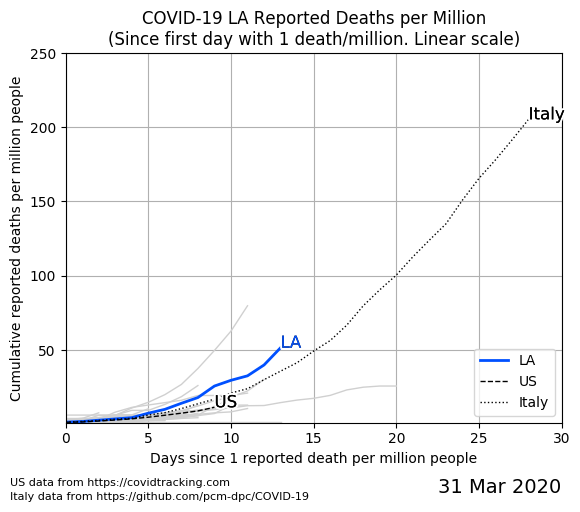 COVID-19 LA Reported Deaths per Million
(Since first day with 1 death/million. Linear scale)
Cumulative reported deaths per million people
250
200
150
100
50
Italy
LA
US
LA
US
Italy
0
5
10
15
20
25
30
Days since 1 reported death per million people
US data from https://covidtracking.com
Italy data from https://github.com/pcm-dpc/COVID-19
31 Mar 2020